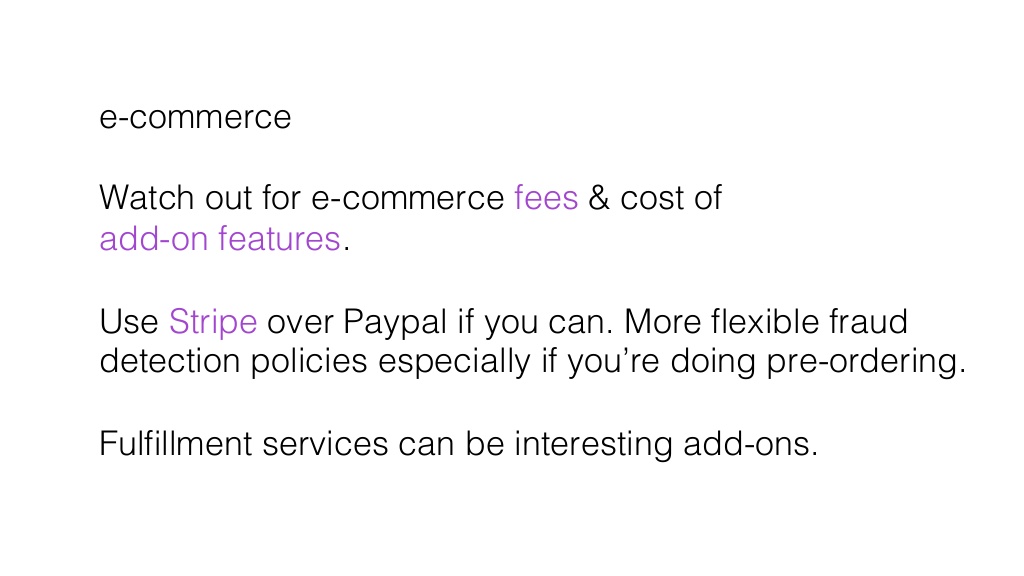 e-commerce
Watch out for e-commerce fees & cost of
add-on features.
Use Stripe over Paypal if you can. More flexible fraud
detection policies especially if you’re doing pre-ordering.
Fulfillment services can be interesting add-ons.